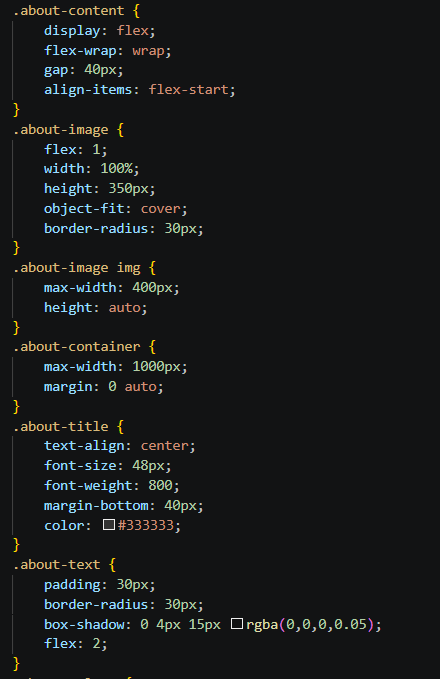 .about-content {
    display: flex;
    flex-wrap: wrap;
    gap: 40px;
    align-items: flex-start;
}
.about-image {
    flex: 1;
    width: 100%;
    height: 350px;
    object-fit: cover;
    border-radius: 30px;
}
.about-image img {
    max-width: 400px;
    height: auto;
}
.about-container {
    max-width: 1000px;
    margin: 0 auto;
}
.about-title {
    text-align: center;
    font-size: 48px;
    font-weight: 800;
    margin-bottom: 40px;
    color: #333333;
}
.about-text {
    padding: 30px;
    border-radius: 30px;
    box-shadow: 0 4px 15px rgba(0,0,0,0.05);
    flex: 2;
}